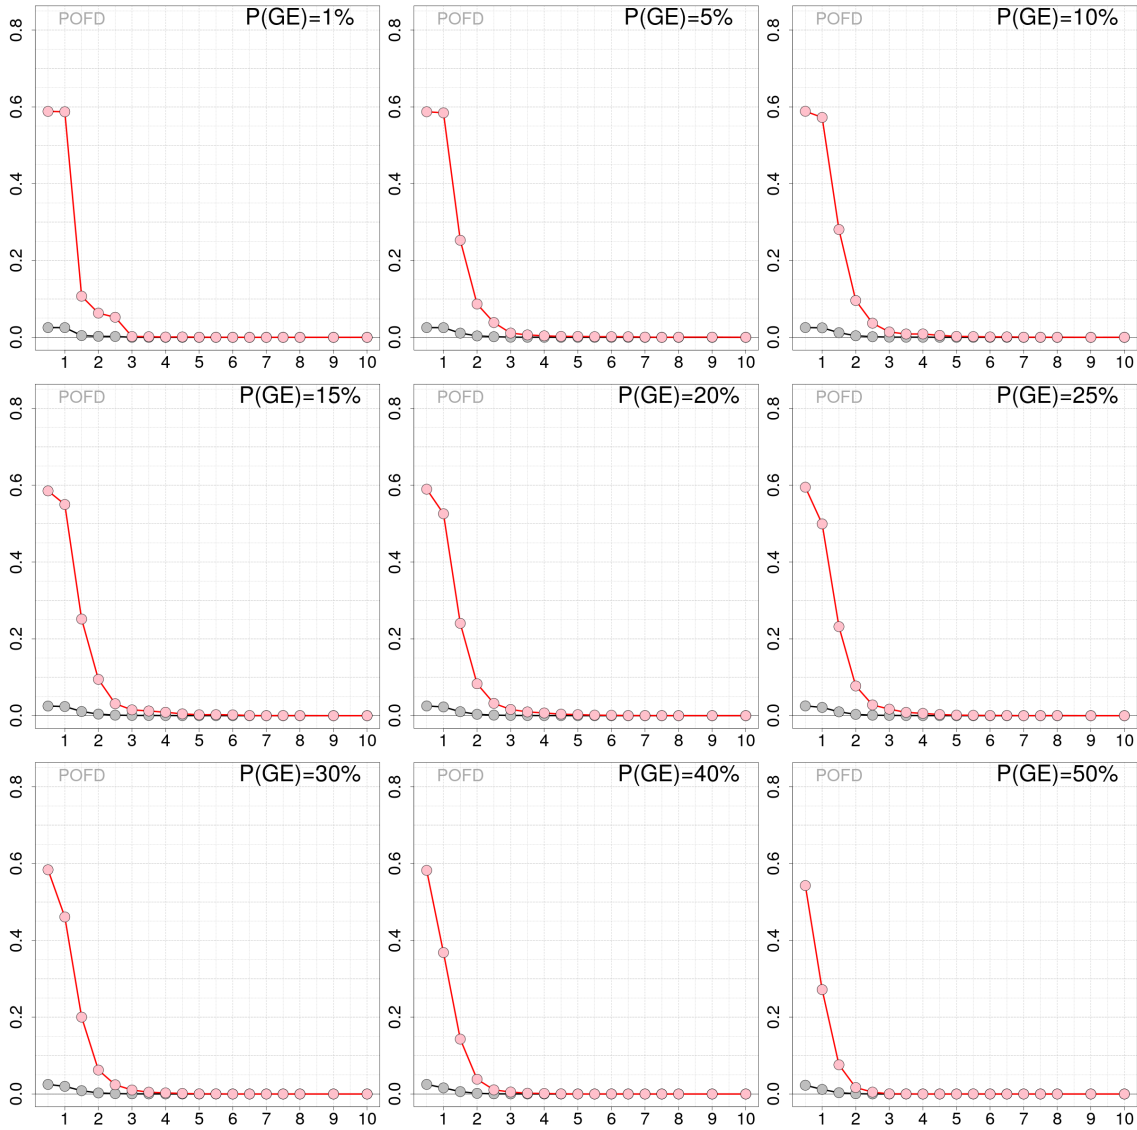 POFD P(GE)=1% POFD P(GE)=5% POFD P(GE)=10%
0.8 0.8 0.8
0.6 0.6 0.6
0.4 0.4 0.4
0.2 0.2 0.2
0.0 0.0 0.0
1 2 3 4 5 6 7 8 9 10 1 2 3 4 5 6 7 8 9 10 1 2 3 4 5 6 7 8 9 10
POFD P(GE)=15% POFD P(GE)=20% POFD P(GE)=25%
0.8 0.8 0.8
0.6 0.6 0.6
0.4 0.4 0.4
0.2 0.2 0.2
0.0 0.0 0.0
1 2 3 4 5 6 7 8 9 10 1 2 3 4 5 6 7 8 9 10 1 2 3 4 5 6 7 8 9 10
POFD P(GE)=30% POFD P(GE)=40% POFD P(GE)=50%
0.8 0.8 0.8
0.6 0.6 0.6
0.4 0.4 0.4
0.2 0.2 0.2
0.0 0.0 0.0
1 2 3 4 5 6 7 8 9 10 1 2 3 4 5 6 7 8 9 10 1 2 3 4 5 6 7 8 9 10